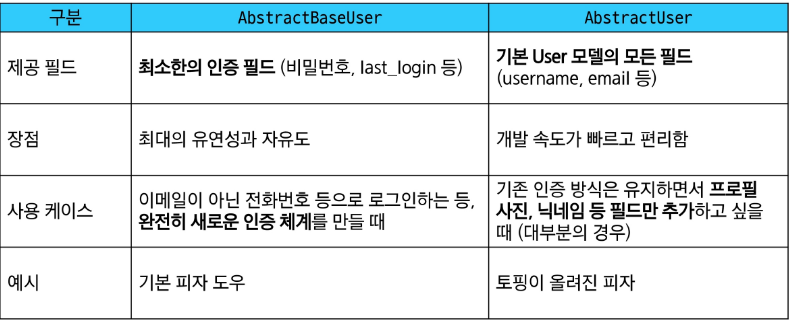 구분 AbstractBaseUser AbstractUser
제공 필드 최소한의 인증 필드 (비밀번호, last_login 등) 기본 User 모델의 모든 필드
(username, email 등)
장점 최대의 유연성과 자유도 개발 속도가 빠르고 편리함
사용 케이스 이메일이 아닌 전화번호 등으로 로그인하는 등,
완전히 새로운 인증 체계를 만들 때
기존 인증 방식은 유지하면서 프로필
사진, 닉네임 등 필드만 추가하고 싶을
때 (대부분의 경우)
예시 기본 피자 도우 토핑이 올려진 피자